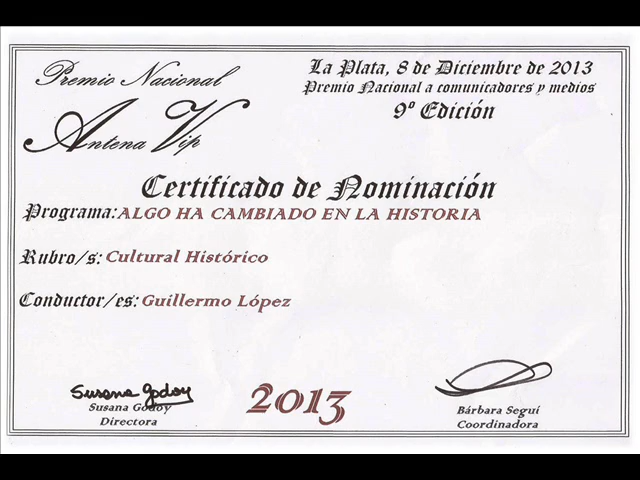 Premio Nacional
Antena Vip
La Plata, 8 de Diciembre de 2013
Premio Nacional a comunicadores y medios
9º Edición
Certificado de Nominación
Programa: ALGO HA CAMBIADO EN LA HISTORIA
Rubro/s: Cultural Histórico
Conductor/es: Guillermo López
Susana Godoy
Susana Godoy
Directora
2013
Bárbara Seguí
Coordinadora